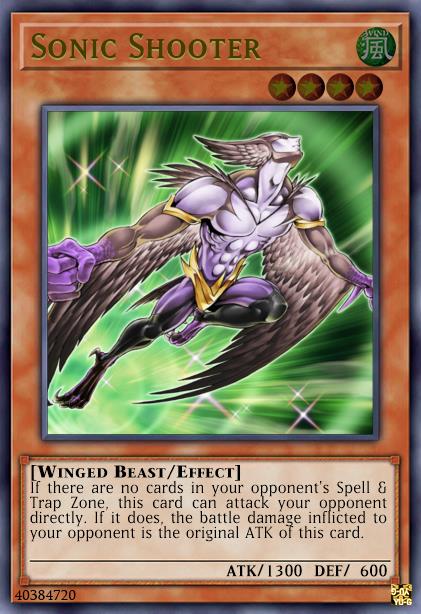 Sonic Shooter
WIND
風
[Winged Beast/Effect]
If there are no cards in your opponent's Spell &
Trap Zone, this card can attack your opponent
directly. If it does, the battle damage inflicted to
your opponent is the original ATK of this card.
ATK/1300 DEF/ 600
40384720